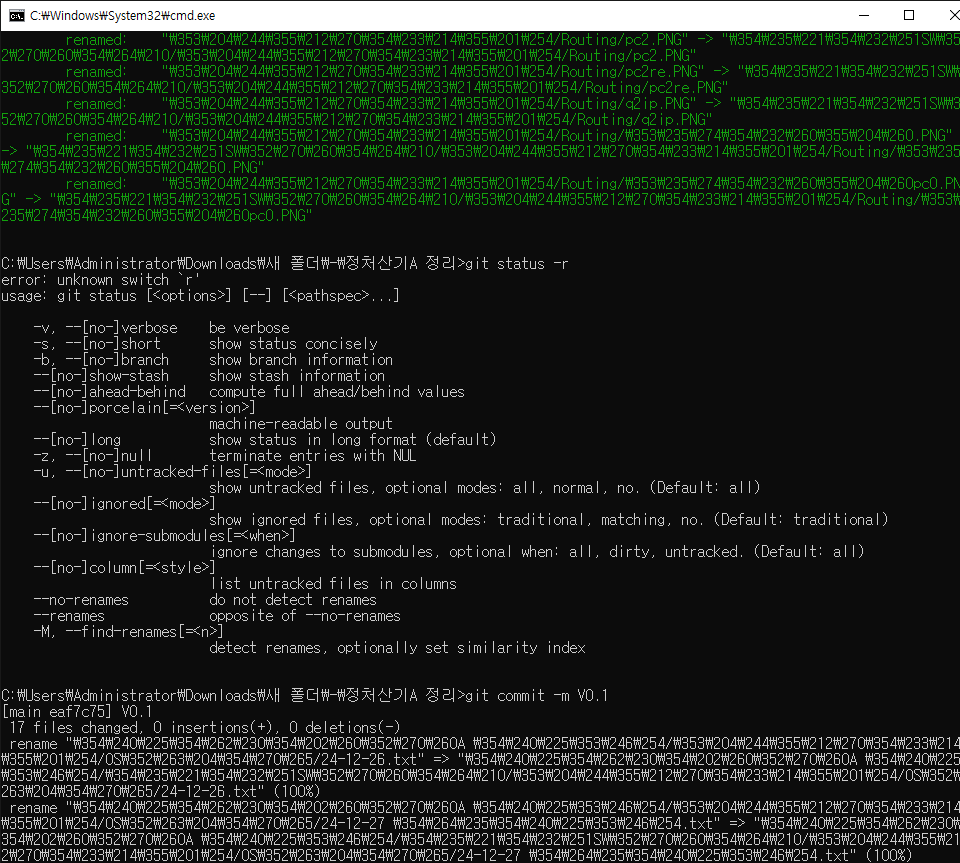 C:₩Windows₩System32₩cmd.exe
renamed:    "₩353₩204₩244₩355₩212₩270₩354₩233₩214₩355₩201₩254/Routing/pc2.PNG" -> "₩354₩235₩221₩354₩232₩251SW₩35
2₩270₩260₩354₩264₩210/₩353₩204₩244₩355₩212₩270₩354₩233₩214₩355₩201₩254/Routing/pc2.PNG"
renamed:    "₩353₩204₩244₩355₩212₩270₩354₩233₩214₩355₩201₩254/Routing/pc2re.PNG" -> "₩354₩235₩221₩354₩232₩251SW₩
352₩270₩260₩354₩264₩210/₩353₩204₩244₩355₩212₩270₩354₩233₩214₩355₩201₩254/Routing/pc2re.PNG"
renamed:    "₩353₩204₩244₩355₩212₩270₩354₩233₩214₩355₩201₩254/Routing/q2ip.PNG" -> "₩354₩235₩221₩354₩232₩251SW₩3
52₩270₩260₩354₩264₩210/₩353₩204₩244₩355₩212₩270₩354₩233₩214₩355₩201₩254/Routing/q2ip.PNG"
renamed:    "₩353₩204₩244₩355₩212₩270₩354₩233₩214₩355₩201₩254/Routing/₩353₩235₩274₩354₩232₩260₩355₩204₩260.PNG"
-> "₩354₩235₩221₩354₩232₩251SW₩352₩270₩260₩354₩264₩210/₩353₩204₩244₩355₩212₩270₩354₩233₩214₩355₩201₩254/Routing/₩353₩235
₩274₩354₩232₩260₩355₩204₩260.PNG"
renamed:    "₩353₩204₩244₩355₩212₩270₩354₩233₩214₩355₩201₩254/Routing/₩353₩235₩274₩354₩232₩260₩355₩204₩260pc0.PN
G" -> "₩354₩235₩221₩354₩232₩251SW₩352₩270₩260₩354₩264₩210/₩353₩204₩244₩355₩212₩270₩354₩233₩214₩355₩201₩254/Routing/₩353₩
235₩274₩354₩232₩260₩355₩204₩260pc0.PNG"
C:₩Users₩Administrator₩Downloads₩새 폴더₩-₩정처산기A 정리>git status -r
error: unknown switch `r'
usage: git status [<options>] [--] [<pathspec>...]
-v, --[no-]verbose    be verbose
-s, --[no-]short      show status concisely
-b, --[no-]branch     show branch information
--[no-]show-stash     show stash information
--[no-]ahead-behind   compute full ahead/behind values
--[no-]porcelain[=<version>]
machine-readable output
--[no-]long           show status in long format (default)
-z, --[no-]null       terminate entries with NUL
-u, --[no-]untracked-files[=<mode>]
show untracked files, optional modes: all, normal, no. (Default: all)
--[no-]ignored[=<mode>]
show ignored files, optional modes: traditional, matching, no. (Default: traditional)
--[no-]ignore-submodules[=<when>]
ignore changes to submodules, optional when: all, dirty, untracked. (Default: all)
--[no-]column[=<style>]
list untracked files in columns
--no-renames          do not detect renames
--renames             opposite of --no-renames
-M, --find-renames[=<n>]
detect renames, optionally set similarity index
C:₩Users₩Administrator₩Downloads₩새 폴더₩-₩정처산기A 정리>git commit -m V0.1
[main eaf7c75] V0.1
17 files changed, 0 insertions(+), 0 deletions(-)
rename "₩354₩240₩225₩354₩262₩230₩354₩202₩260₩352₩270₩260A ₩354₩240₩225₩353₩246₩254/₩353₩204₩244₩355₩212₩270₩354₩233₩214
₩355₩201₩254/OS₩352₩263₩204₩354₩270₩265/24-12-26.txt" => "₩354₩240₩225₩354₩262₩230₩354₩202₩260₩352₩270₩260A ₩354₩240₩225
₩353₩246₩254/₩354₩235₩221₩354₩232₩251SW₩352₩270₩260₩354₩264₩210/₩353₩204₩244₩355₩212₩270₩354₩233₩214₩355₩201₩254/OS₩352₩
263₩204₩354₩270₩265/24-12-26.txt" (100%)
rename "₩354₩240₩225₩354₩262₩230₩354₩202₩260₩352₩270₩260A ₩354₩240₩225₩353₩246₩254/₩353₩204₩244₩355₩212₩270₩354₩233₩214
₩355₩201₩254/OS₩352₩263₩204₩354₩270₩265/24-12-27 ₩354₩264₩235₩354₩240₩225₩353₩246₩254.txt" => "₩354₩240₩225₩354₩262₩230₩
354₩202₩260₩352₩270₩260A ₩354₩240₩225₩353₩246₩254/₩354₩235₩221₩354₩232₩251SW₩352₩270₩260₩354₩264₩210/₩353₩204₩244₩355₩21
2₩270₩354₩233₩214₩355₩201₩254/OS₩352₩263₩204₩354₩270₩265/24-12-27 ₩354₩264₩235₩354₩240₩225₩353₩246₩254.txt" (100%)